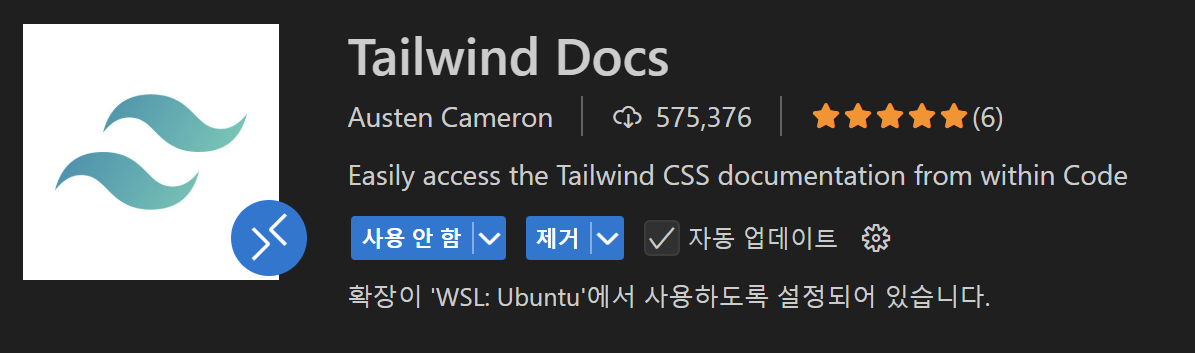 Tailwind Docs
Austen Cameron 575,376 (6)
Easily access the Tailwind CSS documentation from within Code
사용 안 함 제거 자동 업데이트
확장이 'WSL: Ubuntu'에서 사용하도록 설정되어 있습니다.